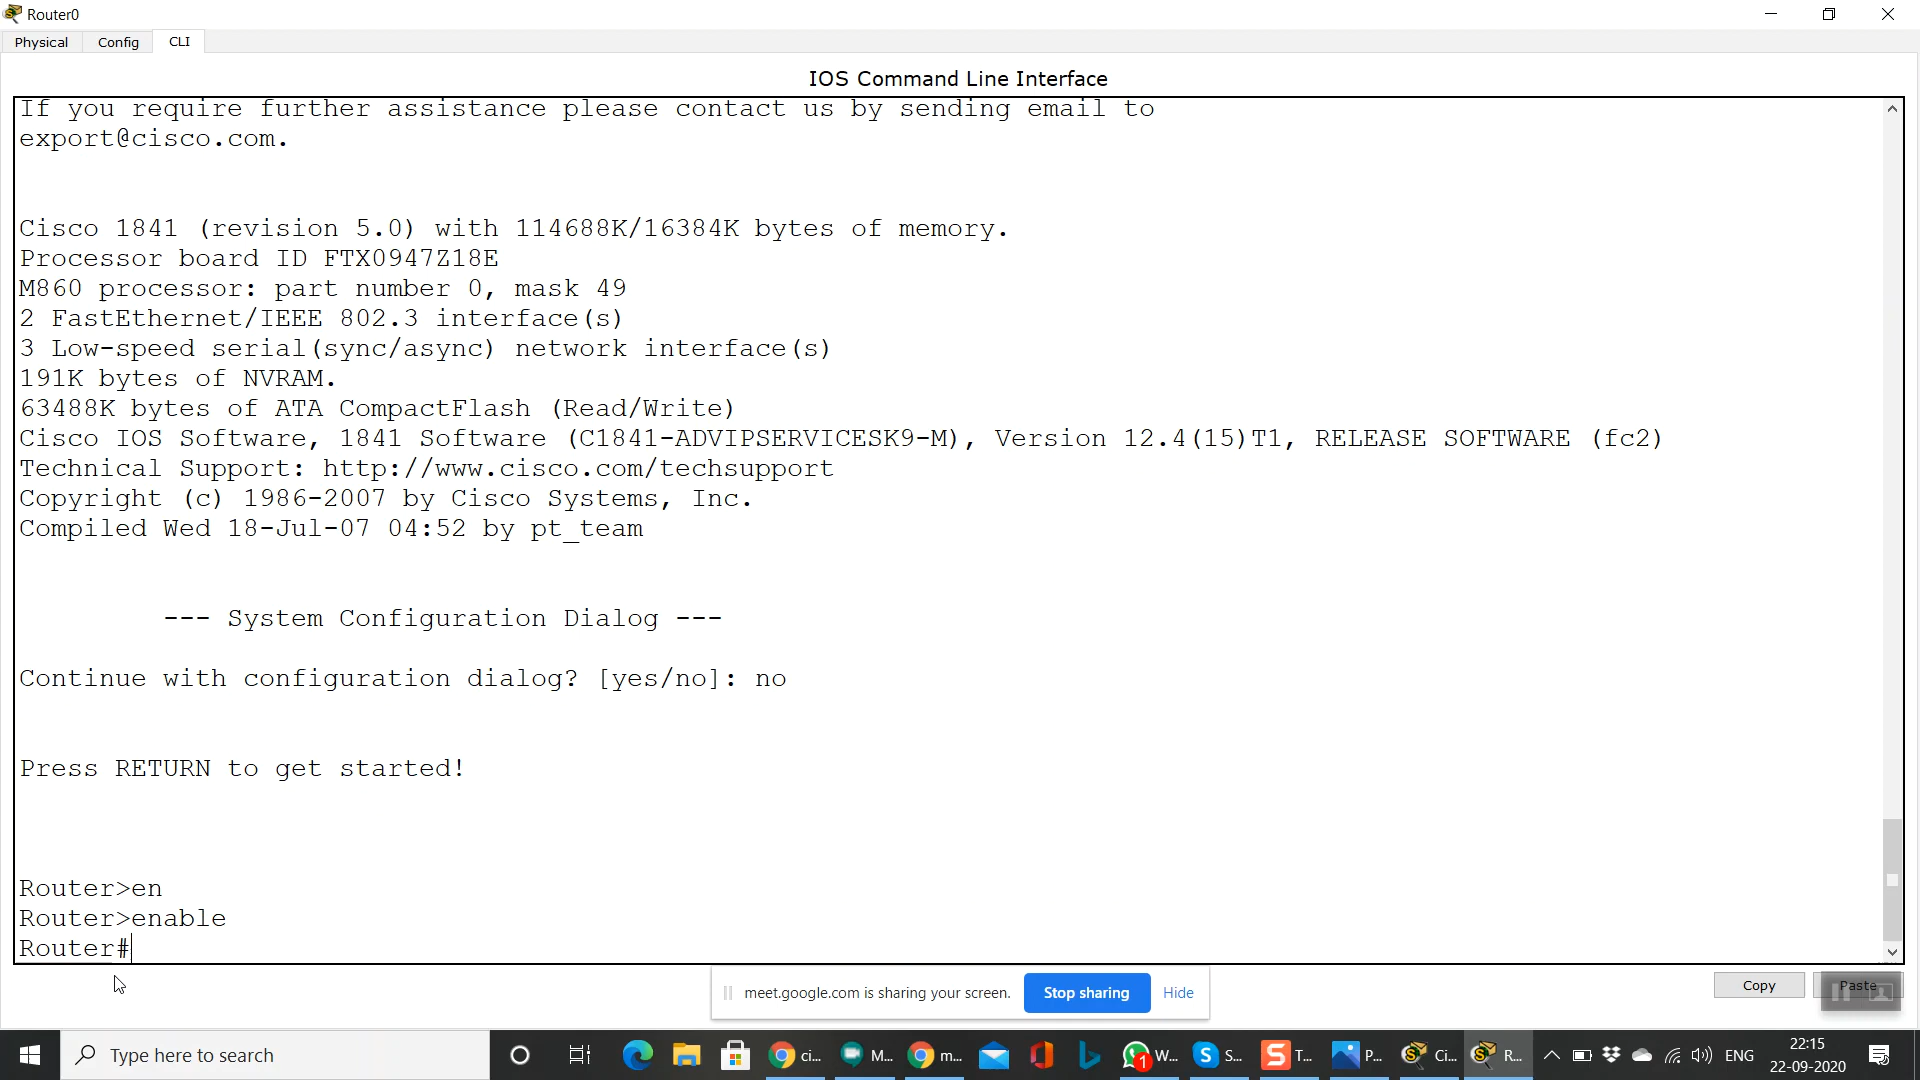 Router0
Physical Config CLI
IOS Command Line Interface
If you require further assistance please contact us by sending email to
export@cisco.com.
Cisco 1841 (revision 5.0) with 114688K/16384K bytes of memory.
Processor board ID FTX0947Z18E
M860 processor: part number 0, mask 49
2 FastEthernet/IEEE 802.3 interface(s)
3 Low-speed serial(sync/async) network interface(s)
191K bytes of NVRAM.
63488K bytes of ATA CompactFlash (Read/Write)
Cisco IOS Software, 1841 Software (C1841-ADVIPSERVICESK9-M), Version 12.4(15)T1, RELEASE SOFTWARE (fc2)
Technical Support: http://www.cisco.com/techsupport
Copyright (c) 1986-2007 by Cisco Systems, Inc.
Compiled Wed 18-Jul-07 04:52 by pt_team
--- System Configuration Dialog ---
Continue with configuration dialog? [yes/no]: no
Press RETURN to get started!
Router>en
Router>enable
Router#
meet.google.com is sharing your screen. Stop sharing Hide
Copy Paste
Type here to search ci... M... m... W... S... T... P... Ci... R... ENG 22:15
22-09-2020